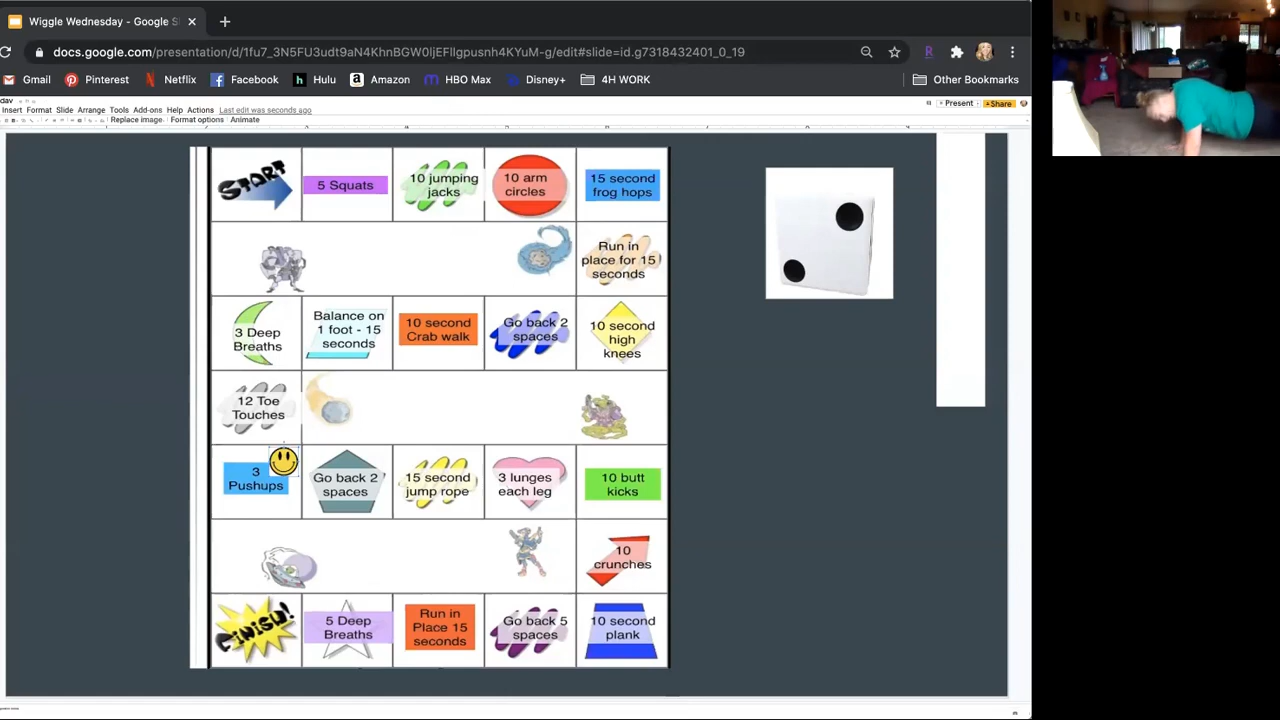 Wiggle Wednesday - Google S
docs.google.com/presentation/d/1fu7_3N5FU3udt9aN4KhnBGW0ljEFlIgpusnh4KYuM-g/edit#slide=id.g7318432401_0_19
Gmail Pinterest Netflix Facebook Hulu Amazon HBO Max Disney+ 4H WORK Other Bookmarks
Insert Format Slide Arrange Tools Add-ons Help Actions Last edit was seconds ago
Present Share
Replace image Format options Animate
START
5 Squats
10 jumping
jacks
10 arm
circles
15 second
frog hops
Run in
place for 15
seconds
3 Deep
Breaths
Balance on
1 foot - 15
seconds
10 second
Crab walk
Go back 2
spaces
10 second
high
knees
12 Toe
Touches
3
Pushups
Go back 2
spaces
15 second
jump rope
3 lunges
each leg
10 butt
kicks
10
crunches
FINISH!
5 Deep
Breaths
Run in
Place 15
seconds
Go back 5
spaces
10 second
plank